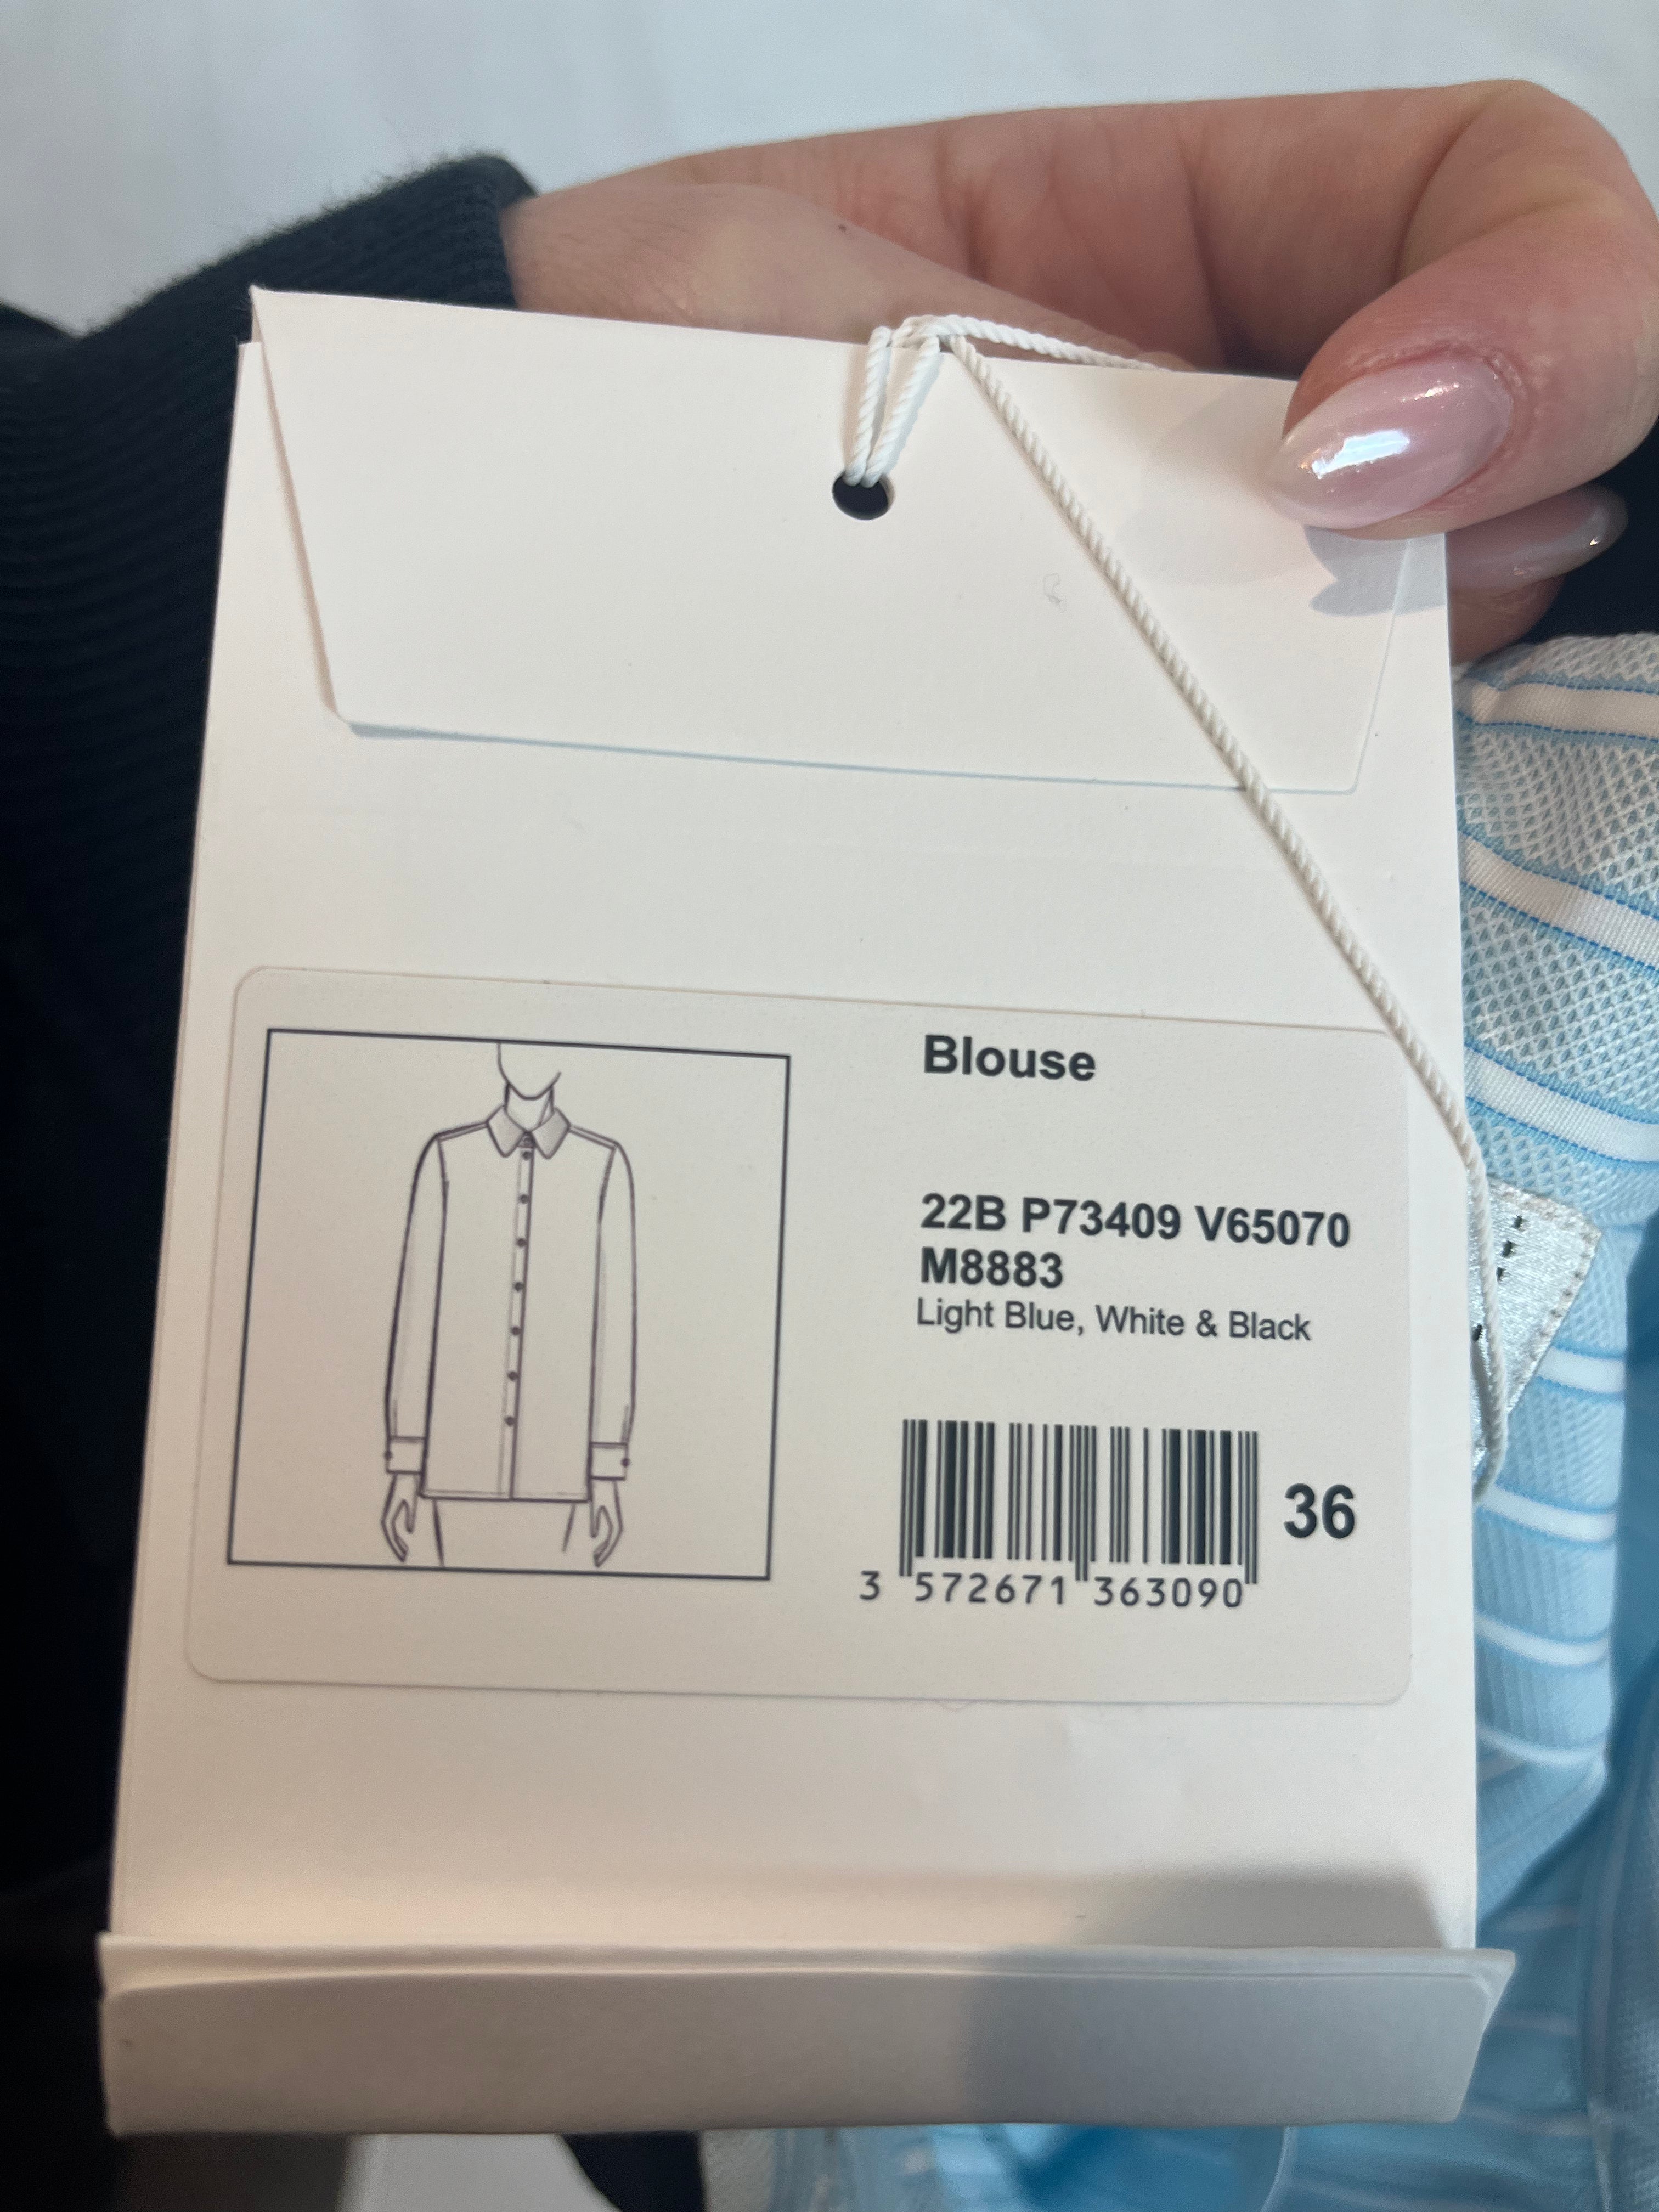 Blouse
22B P73409 V65070
M8883
Light Blue, White & Black
36
3 572671 363090